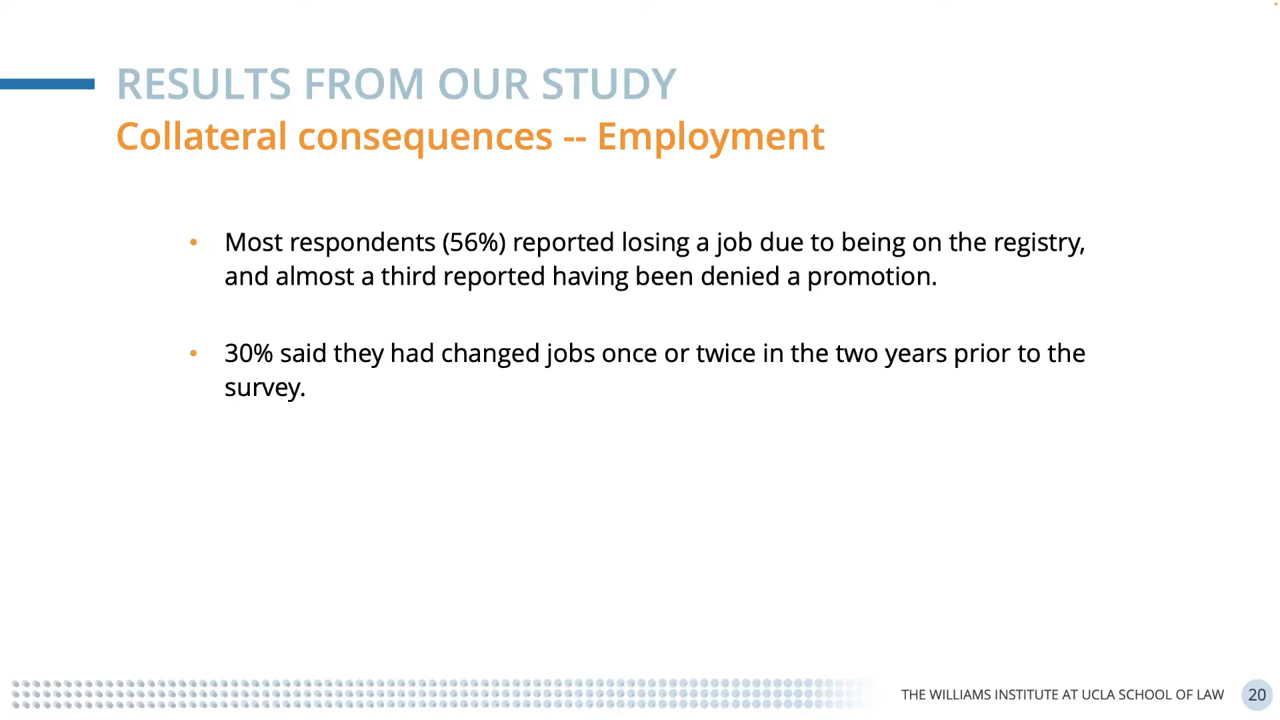 RESULTS FROM OUR STUDY
Collateral consequences -- Employment
• Most respondents (56%) reported losing a job due to being on the registry,
and almost a third reported having been denied a promotion.
• 30% said they had changed jobs once or twice in the two years prior to the
survey.
THE WILLIAMS INSTITUTE AT UCLA SCHOOL OF LAW 20